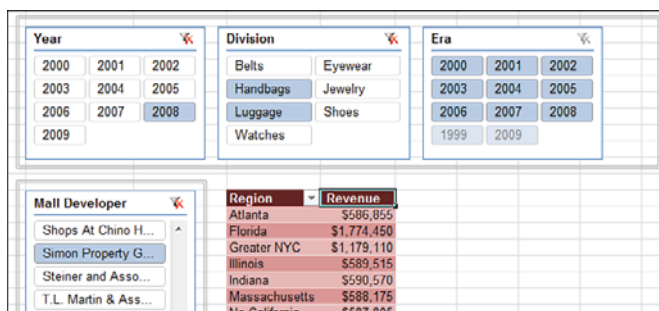 Year
2000 2001 2002
2003 2004 2005
2006 2007 2008
2009
Division
Belts Eyewear
Handbags Jewelry
Luggage Shoes
Watches
Era
2000 2001 2002
2003 2004 2005
2006 2007 2008
1999 2009
Mall Developer
Shops At Chino H...
Simon Property G...
Steiner and Asso...
T.L. Martin & Ass...
Region Revenue
Atlanta $586,855
Florida $1,774,450
Greater NYC $1,179,110
Illinois $589,515
Indiana $590,570
Massachusetts $588,175